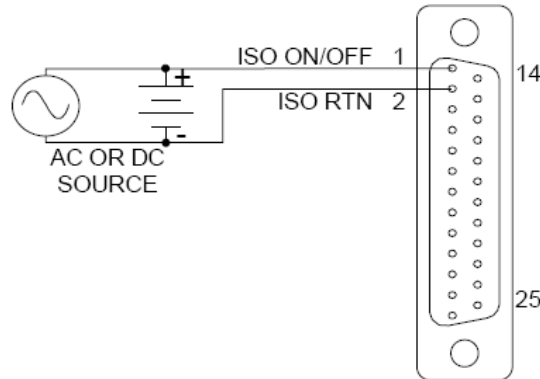 ISO ON/OFF 1
14
+
ISO RTN 2
-
AC OR DC
SOURCE
25